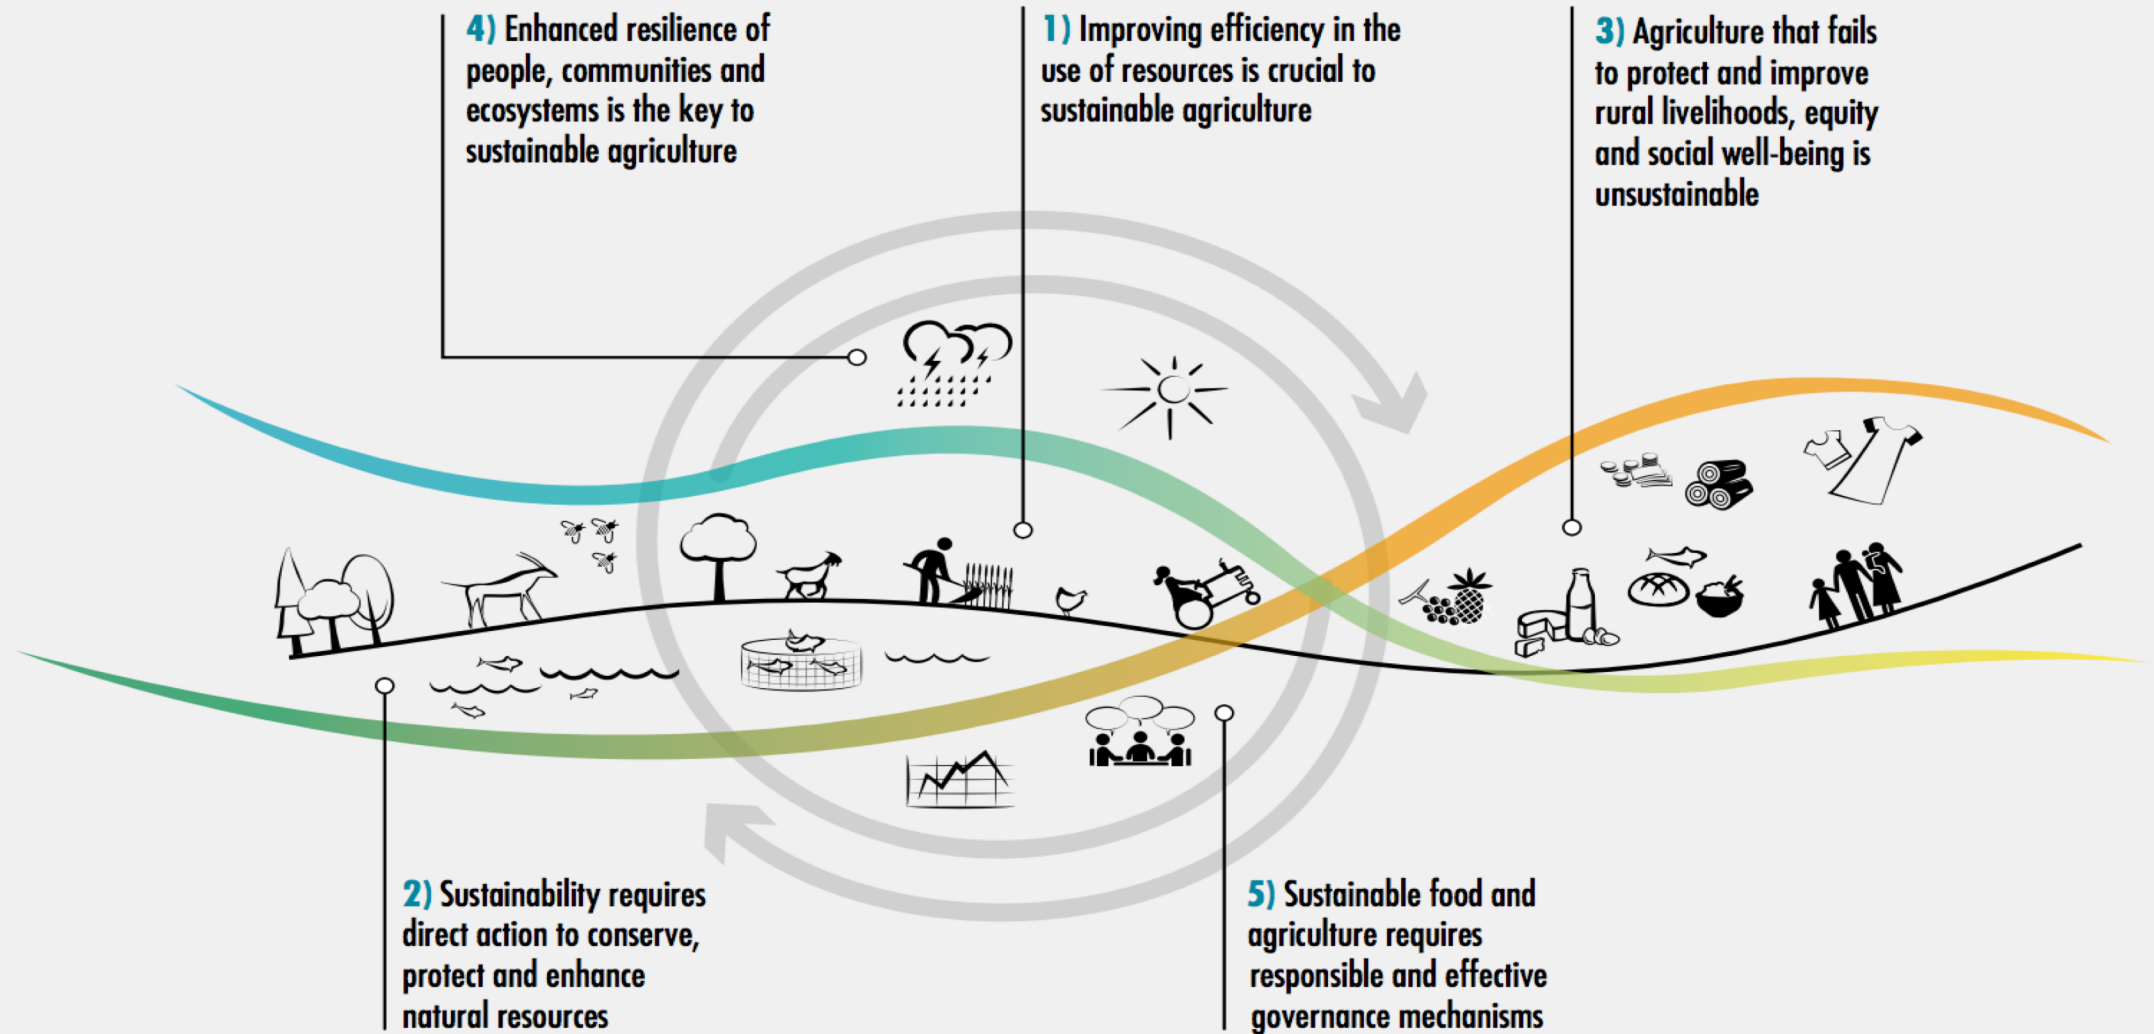 4) Enhanced resilience of
people, communities and
ecosystems is the key to
sustainable agriculture
1) Improving efficiency in the
use of resources is crucial to
sustainable agriculture
3) Agriculture that fails
to protect and improve
rural livelihoods, equity
and social well-being is
unsustainable
2) Sustainability requires
direct action to conserve,
protect and enhance
natural resources
5) Sustainable food and
agriculture requires
responsible and effective
governance mechanisms